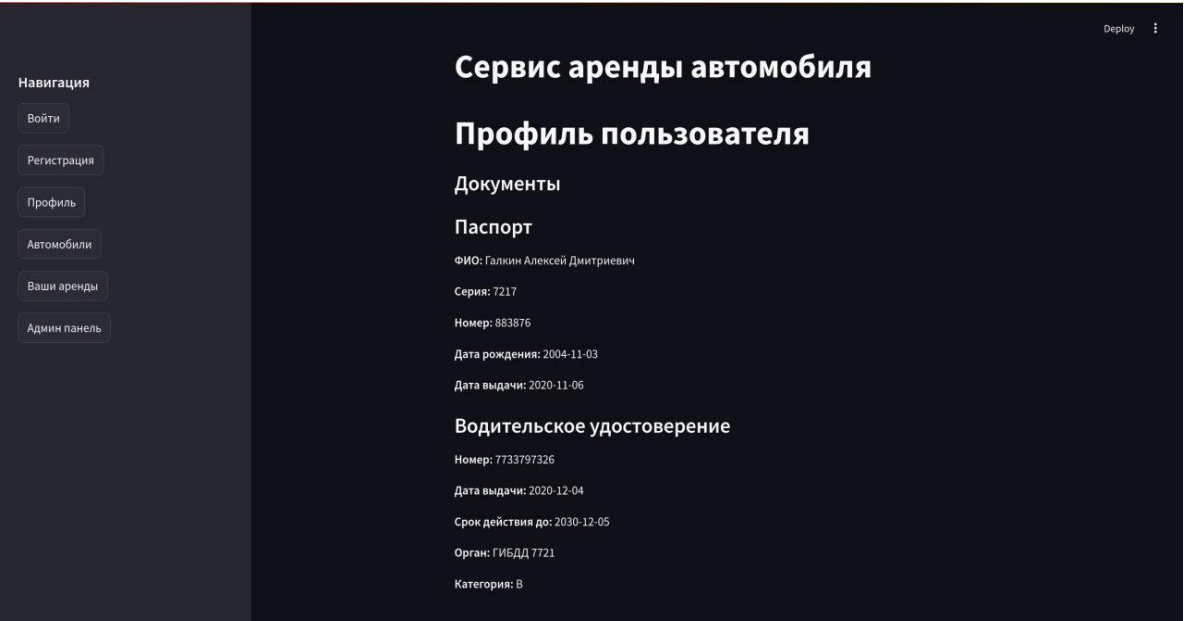 Deploy
Навигация
Войти
Регистрация
Профиль
Автомобили
Ваши аренды
Админ панель
Сервис аренды автомобиля
Профиль пользователя
Документы
Паспорт
ФИО: Галкин Алексей Дмитриевич
Серия: 7217
Номер: 883876
Дата рождения: 2004-11-03
Дата выдачи: 2020-11-06
Водительское удостоверение
Номер: 7733797326
Дата выдачи: 2020-12-04
Срок действия до: 2030-12-05
Орган: ГИБДД 7721
Категория: B